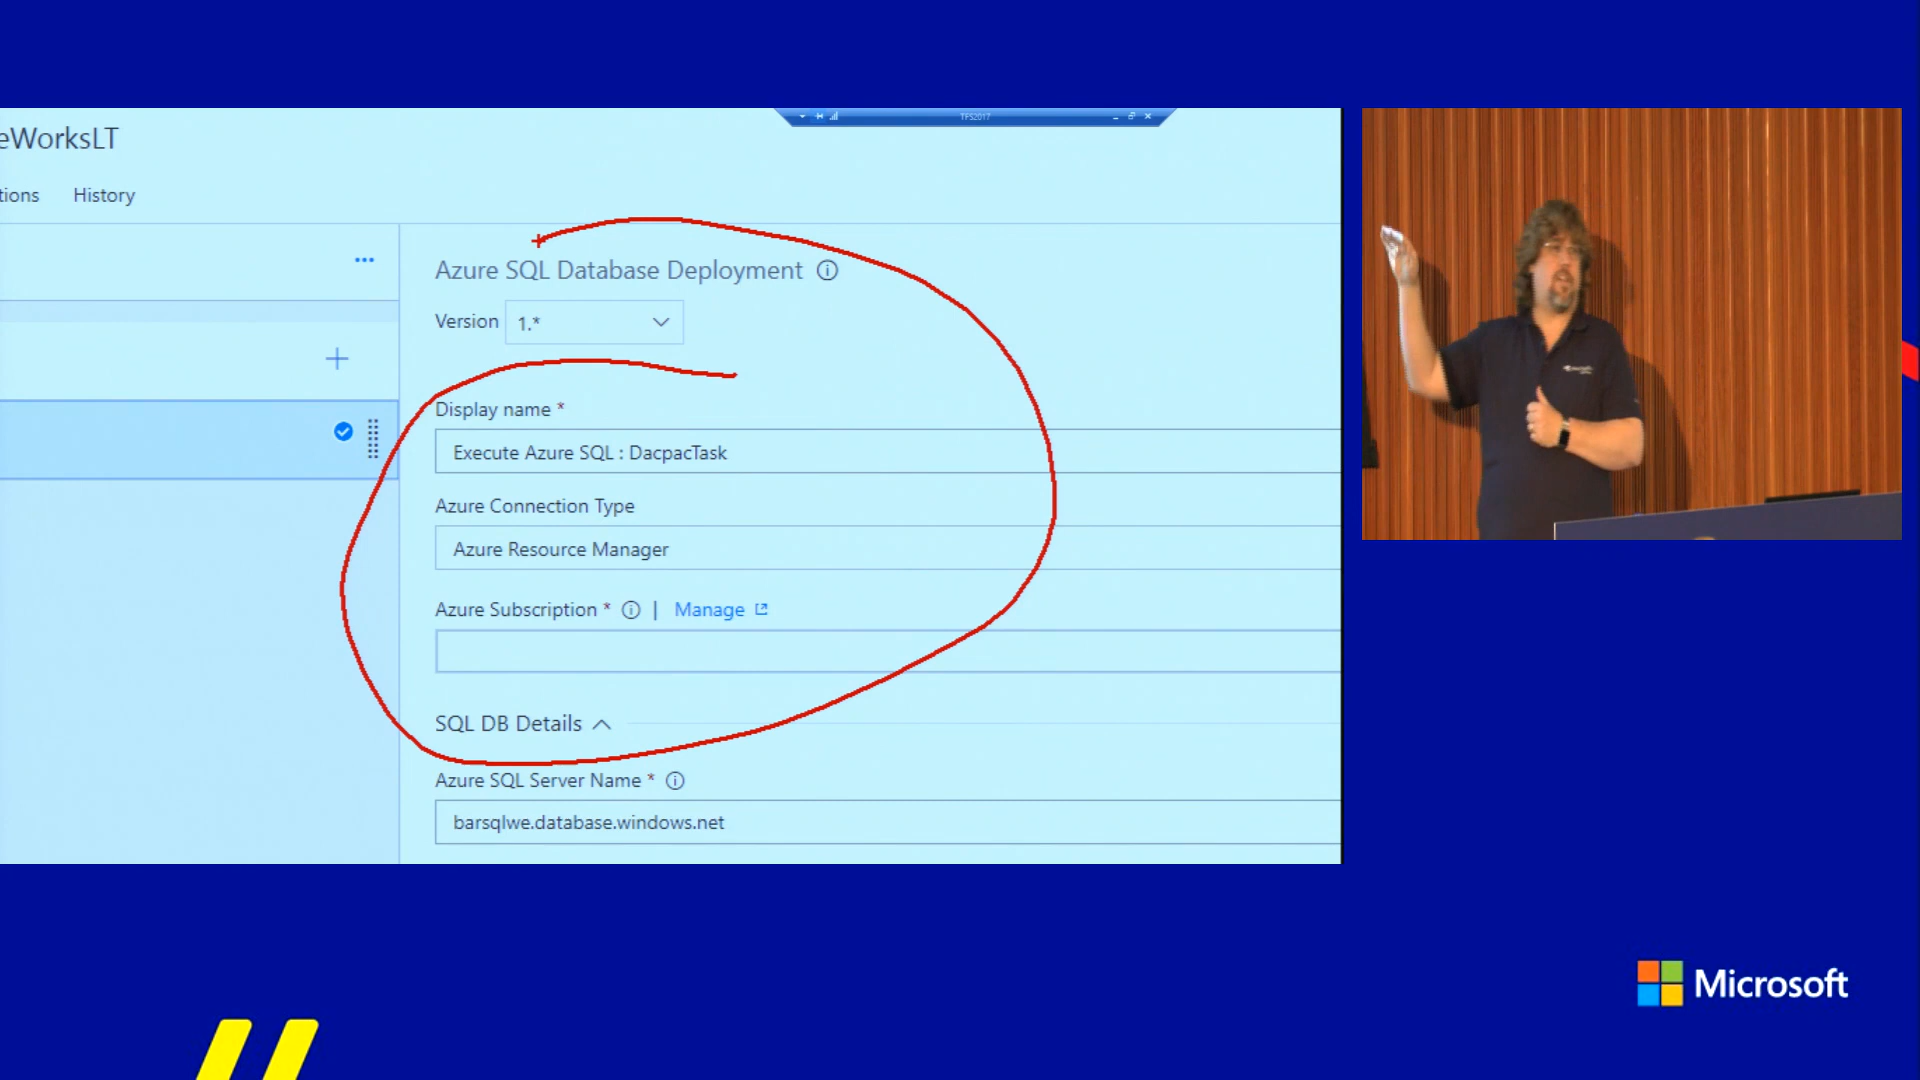 TFS2017
eWorksLT
tions History
Azure SQL Database Deployment
Version 1.*
Display name *
Execute Azure SQL : DacpacTask
Azure Connection Type
Azure Resource Manager
Azure Subscription * | Manage
SQL DB Details
Azure SQL Server Name *
barsqlwe.database.windows.net
Microsoft